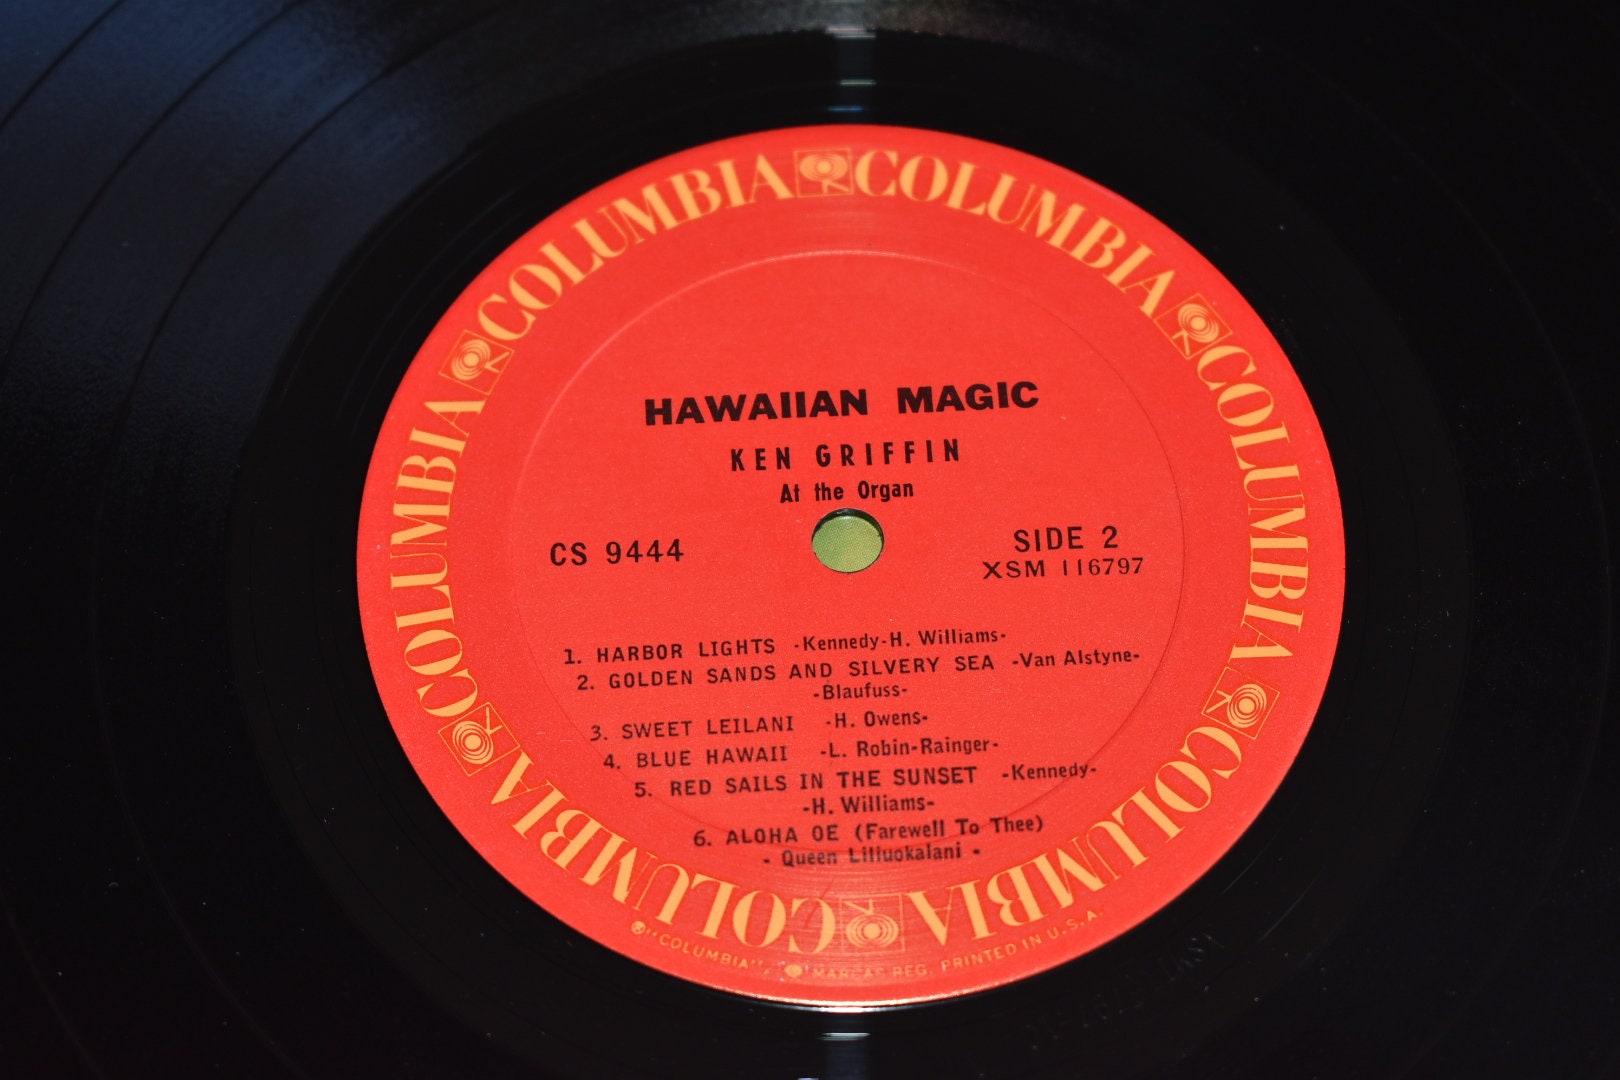 COLUMBIA COLUMBIA COLUMBIA COLUMBIA COLUMBIA COLUMBIA
HAWAIIAN MAGIC
KEN GRIFFIN
At the Organ
CS 9444
SIDE 2
XSM 116797
1. HARBOR LIGHTS -Kennedy-H. Williams-
2. GOLDEN SANDS AND SILVERY SEA -Van Alstyne-
-Blaufuss-
3. SWEET LEILANI -H. Owens-
4. BLUE HAWAII -L. Robin-Rainger-
5. RED SAILS IN THE SUNSET -Kennedy-
-H. Williams-
6. ALOHA OE (Farewell To Thee)
- Queen Liliuokalani -
® "COLUMBIA", MARCAS REG. PRINTED IN U.S.A.